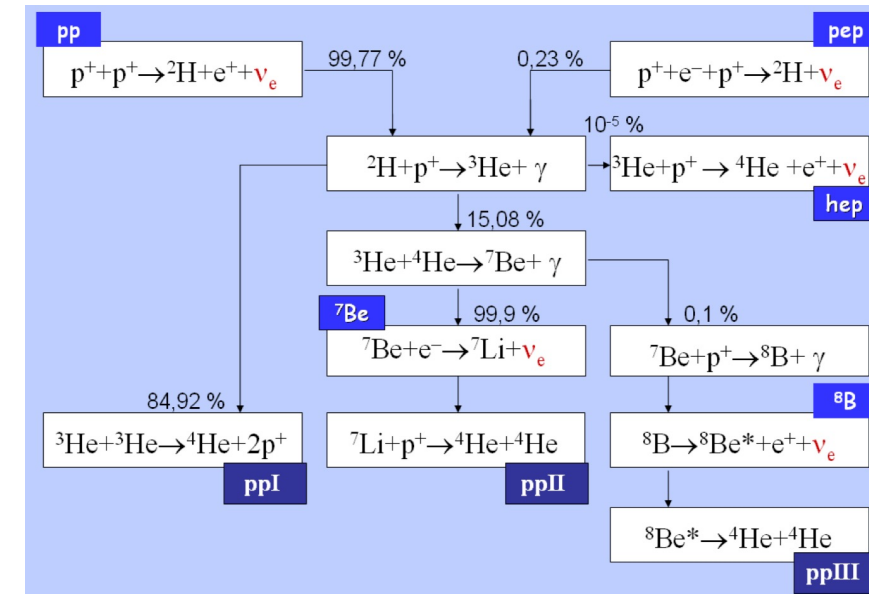 pp
pep
p⁺+p⁺→²H+e⁺+νₑ
99,77 %
0,23 %
p⁺+e⁻+p⁺→²H+νₑ
10⁻⁵ %
²H+p⁺→³He+ γ
³He+p⁺ → ⁴He +e⁺+νₑ
hep
15,08 %
³He+⁴He→⁷Be+ γ
⁷Be
99,9 %
0,1 %
⁷Be+e⁻→⁷Li+νₑ
⁷Be+p⁺→⁸B+ γ
84,92 %
⁸B
³He+³He→⁴He+2p⁺
⁷Li+p⁺→⁴He+⁴He
⁸B→⁸Be*+e⁺+νₑ
ppI
ppII
⁸Be*→⁴He+⁴He
ppIII